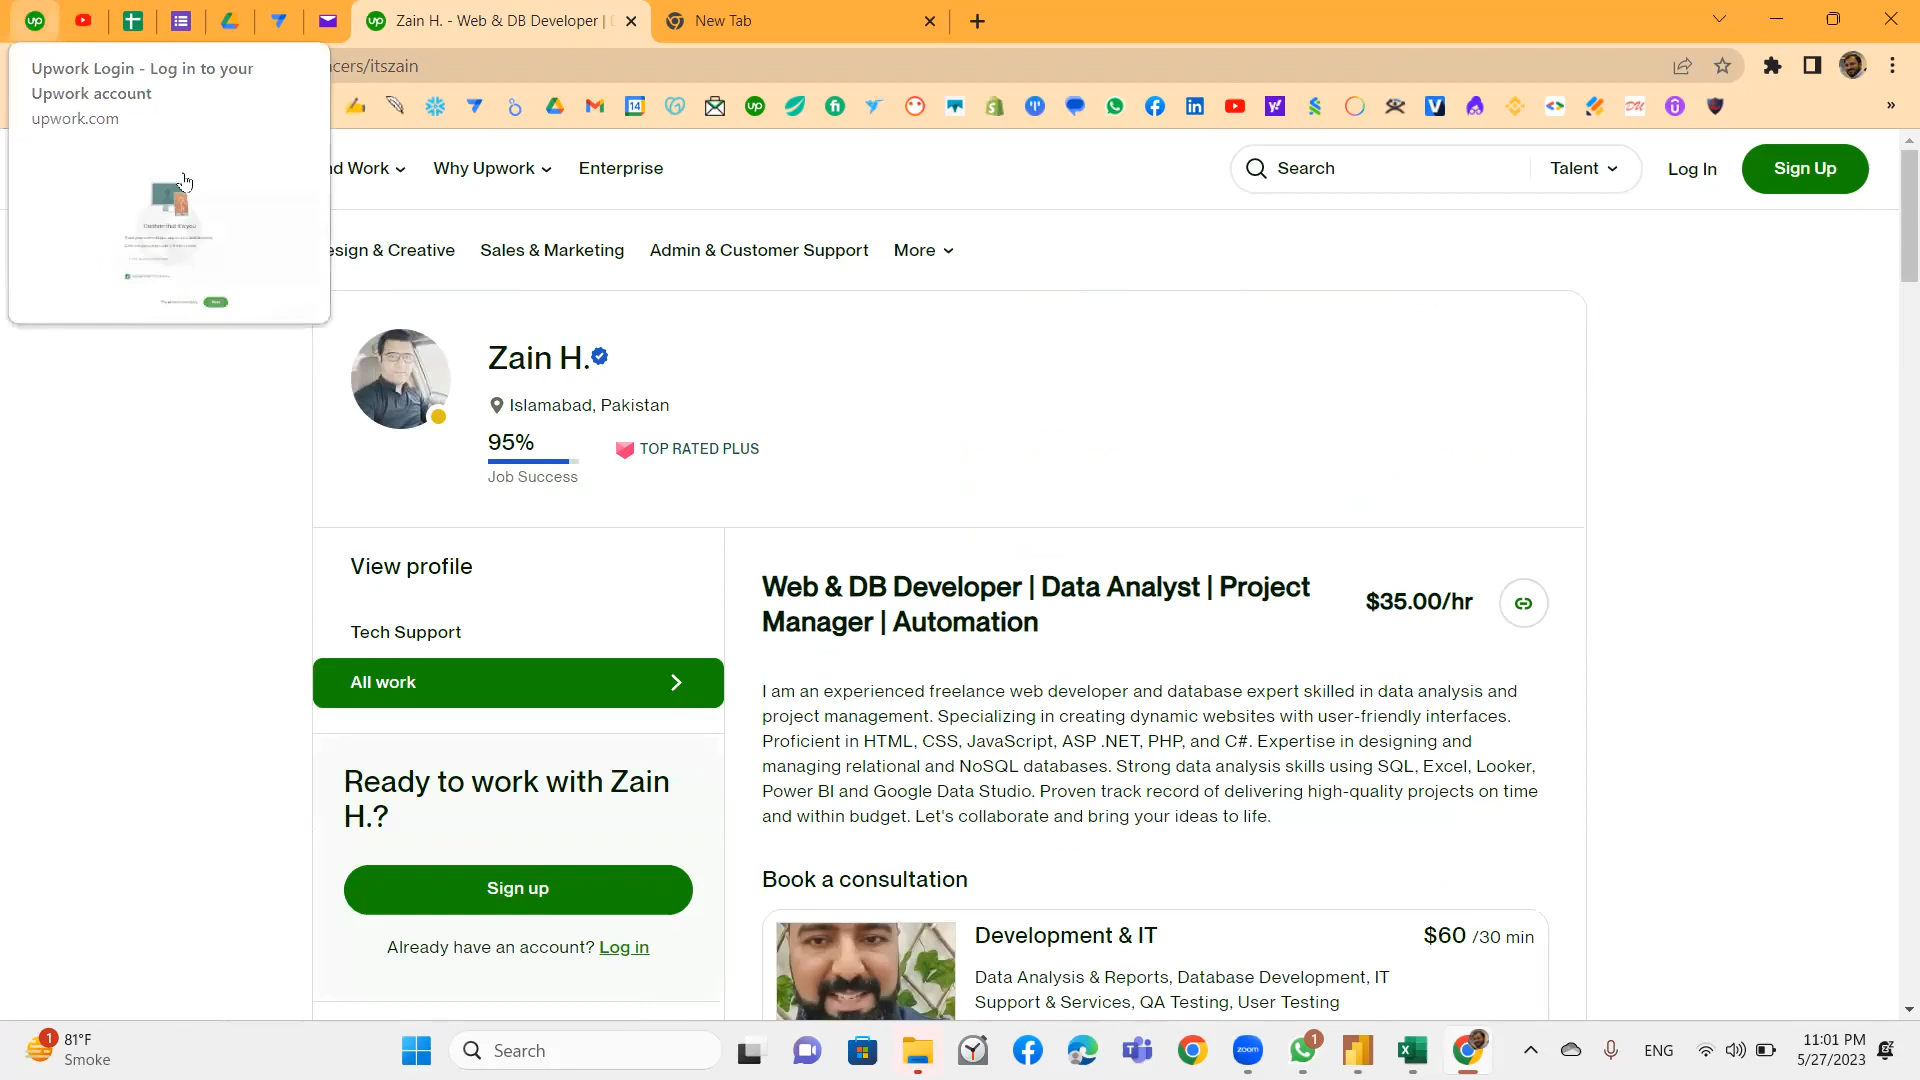 Zain H. - Web & DB Developer |
New Tab
Upwork Login - Log in to your
Upwork account
upwork.com
cers/itszain
nd Work
Why Upwork
Enterprise
Search
Talent
Log In
Sign Up
esign & Creative
Sales & Marketing
Admin & Customer Support
More
Zain H.
Islamabad, Pakistan
95%
TOP RATED PLUS
Job Success
View profile
Tech Support
All work
Ready to work with Zain
H.?
Sign up
Already have an account? Log in
Web & DB Developer | Data Analyst | Project
Manager | Automation
$35.00/hr
I am an experienced freelance web developer and database expert skilled in data analysis and
project management. Specializing in creating dynamic websites with user-friendly interfaces.
Proficient in HTML, CSS, JavaScript, ASP .NET, PHP, and C#. Expertise in designing and
managing relational and NoSQL databases. Strong data analysis skills using SQL, Excel, Looker,
Power BI and Google Data Studio. Proven track record of delivering high-quality projects on time
and within budget. Let's collaborate and bring your ideas to life.
Book a consultation
Development & IT
$60 /30 min
Data Analysis & Reports, Database Development, IT
Support & Services, QA Testing, User Testing
1
81°F
Smoke
Search
zoom
1
ENG
11:01 PM
5/27/2023